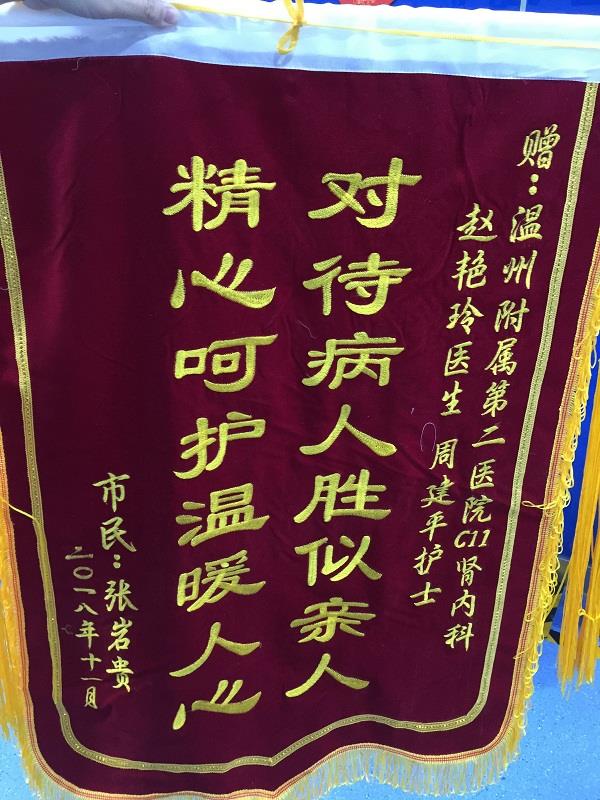 赠：温州附属第二医院C11肾内科
赵艳玲医生 周建平护士
对待病人胜似亲人
精心呵护温暖人心
市民：张岩贵
二〇一八年十一月